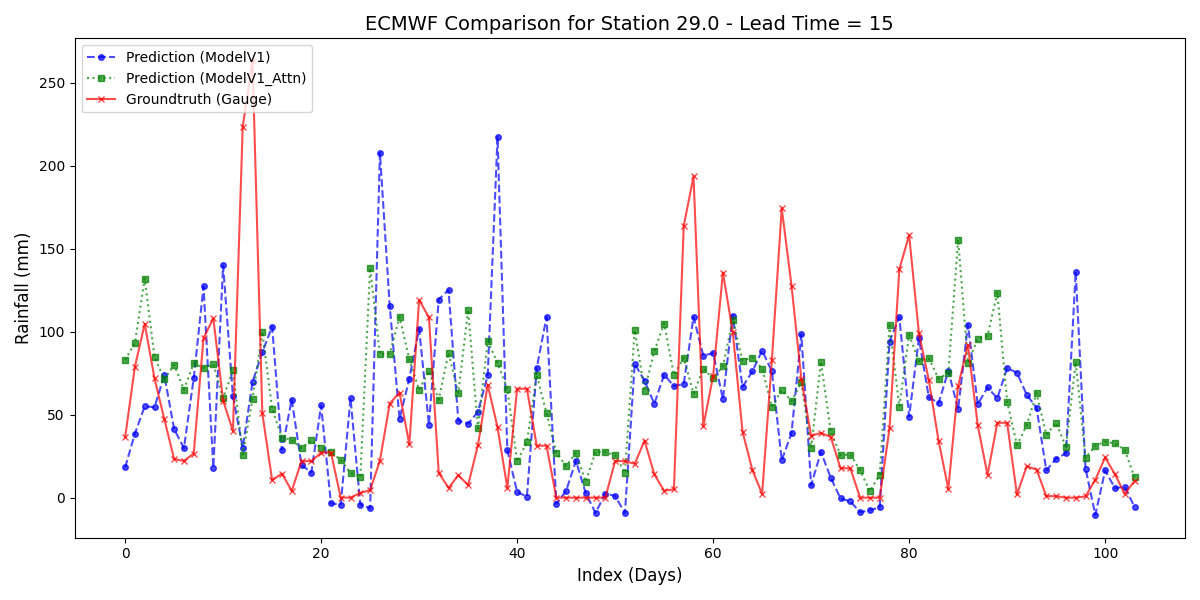 ECMWF Comparison for Station 29.0 - Lead Time = 15
Prediction (ModelV1)
Prediction (ModelV1_Attn)
Groundtruth (Gauge)
Rainfall (mm)
250
200
150
100
50
0
0 20 40 60 80 100
Index (Days)